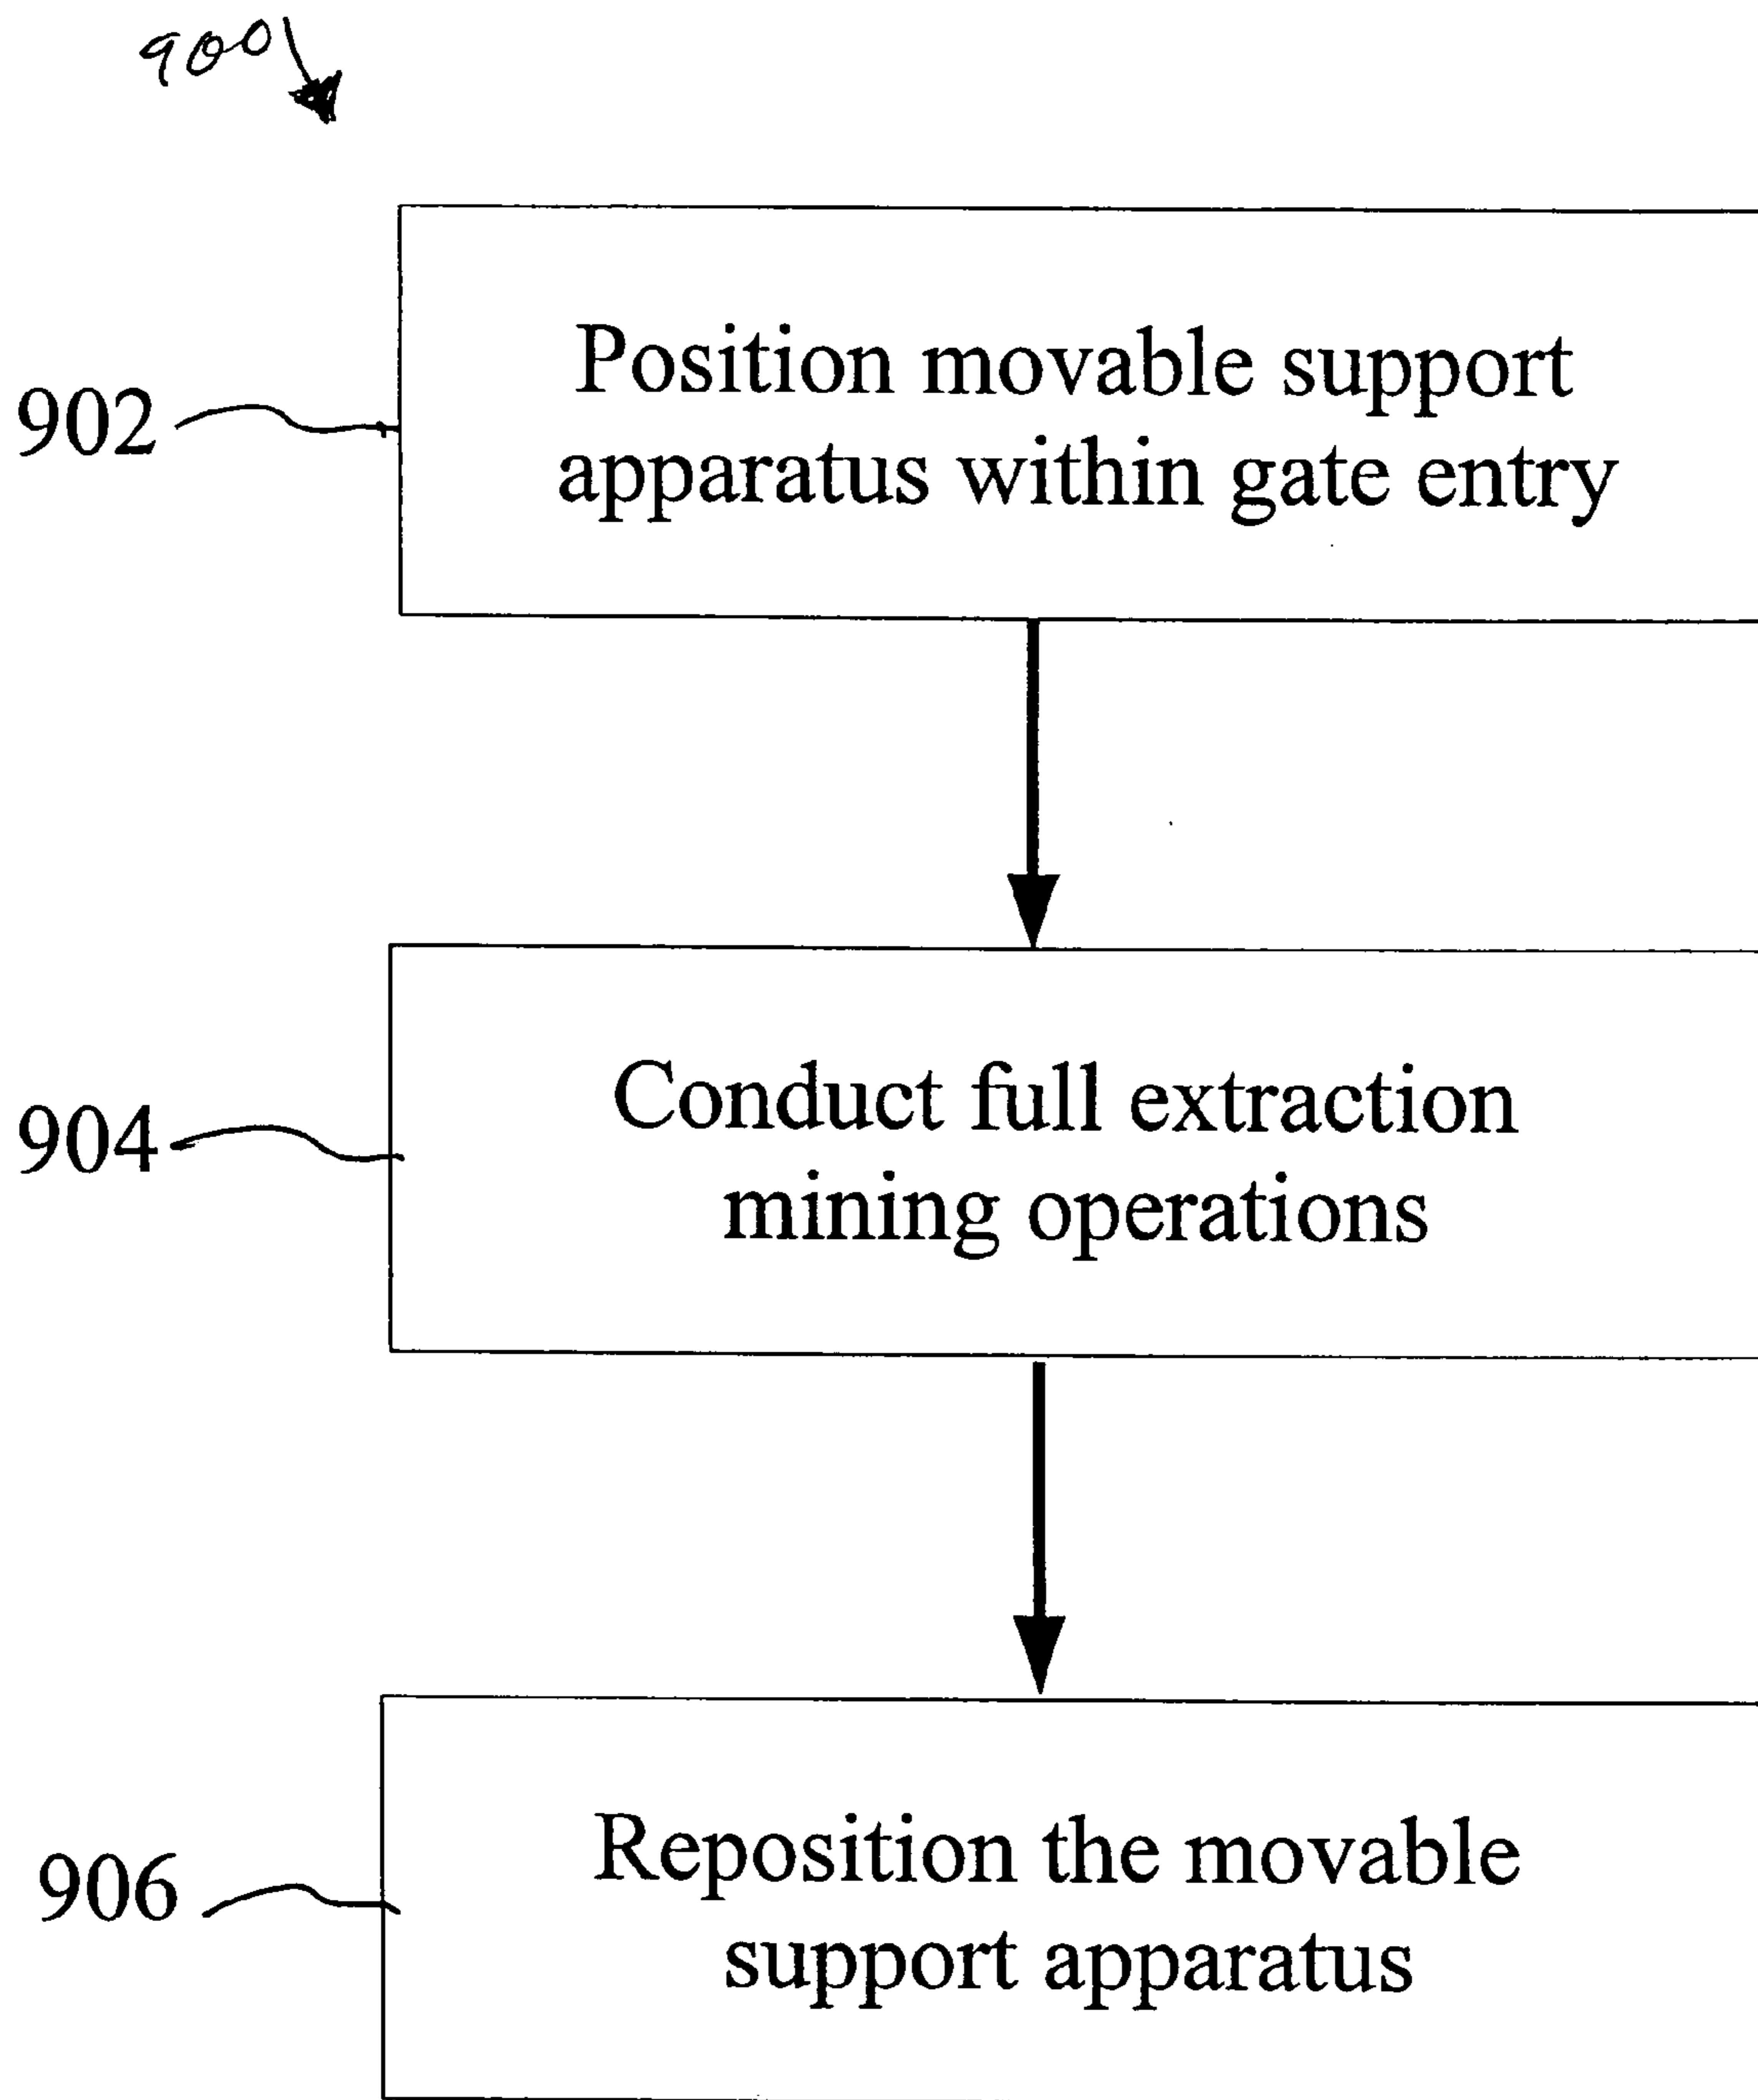 900
Position movable support
apparatus within gate entry
902
Conduct full extraction
mining operations
904
Reposition the movable
support apparatus
906